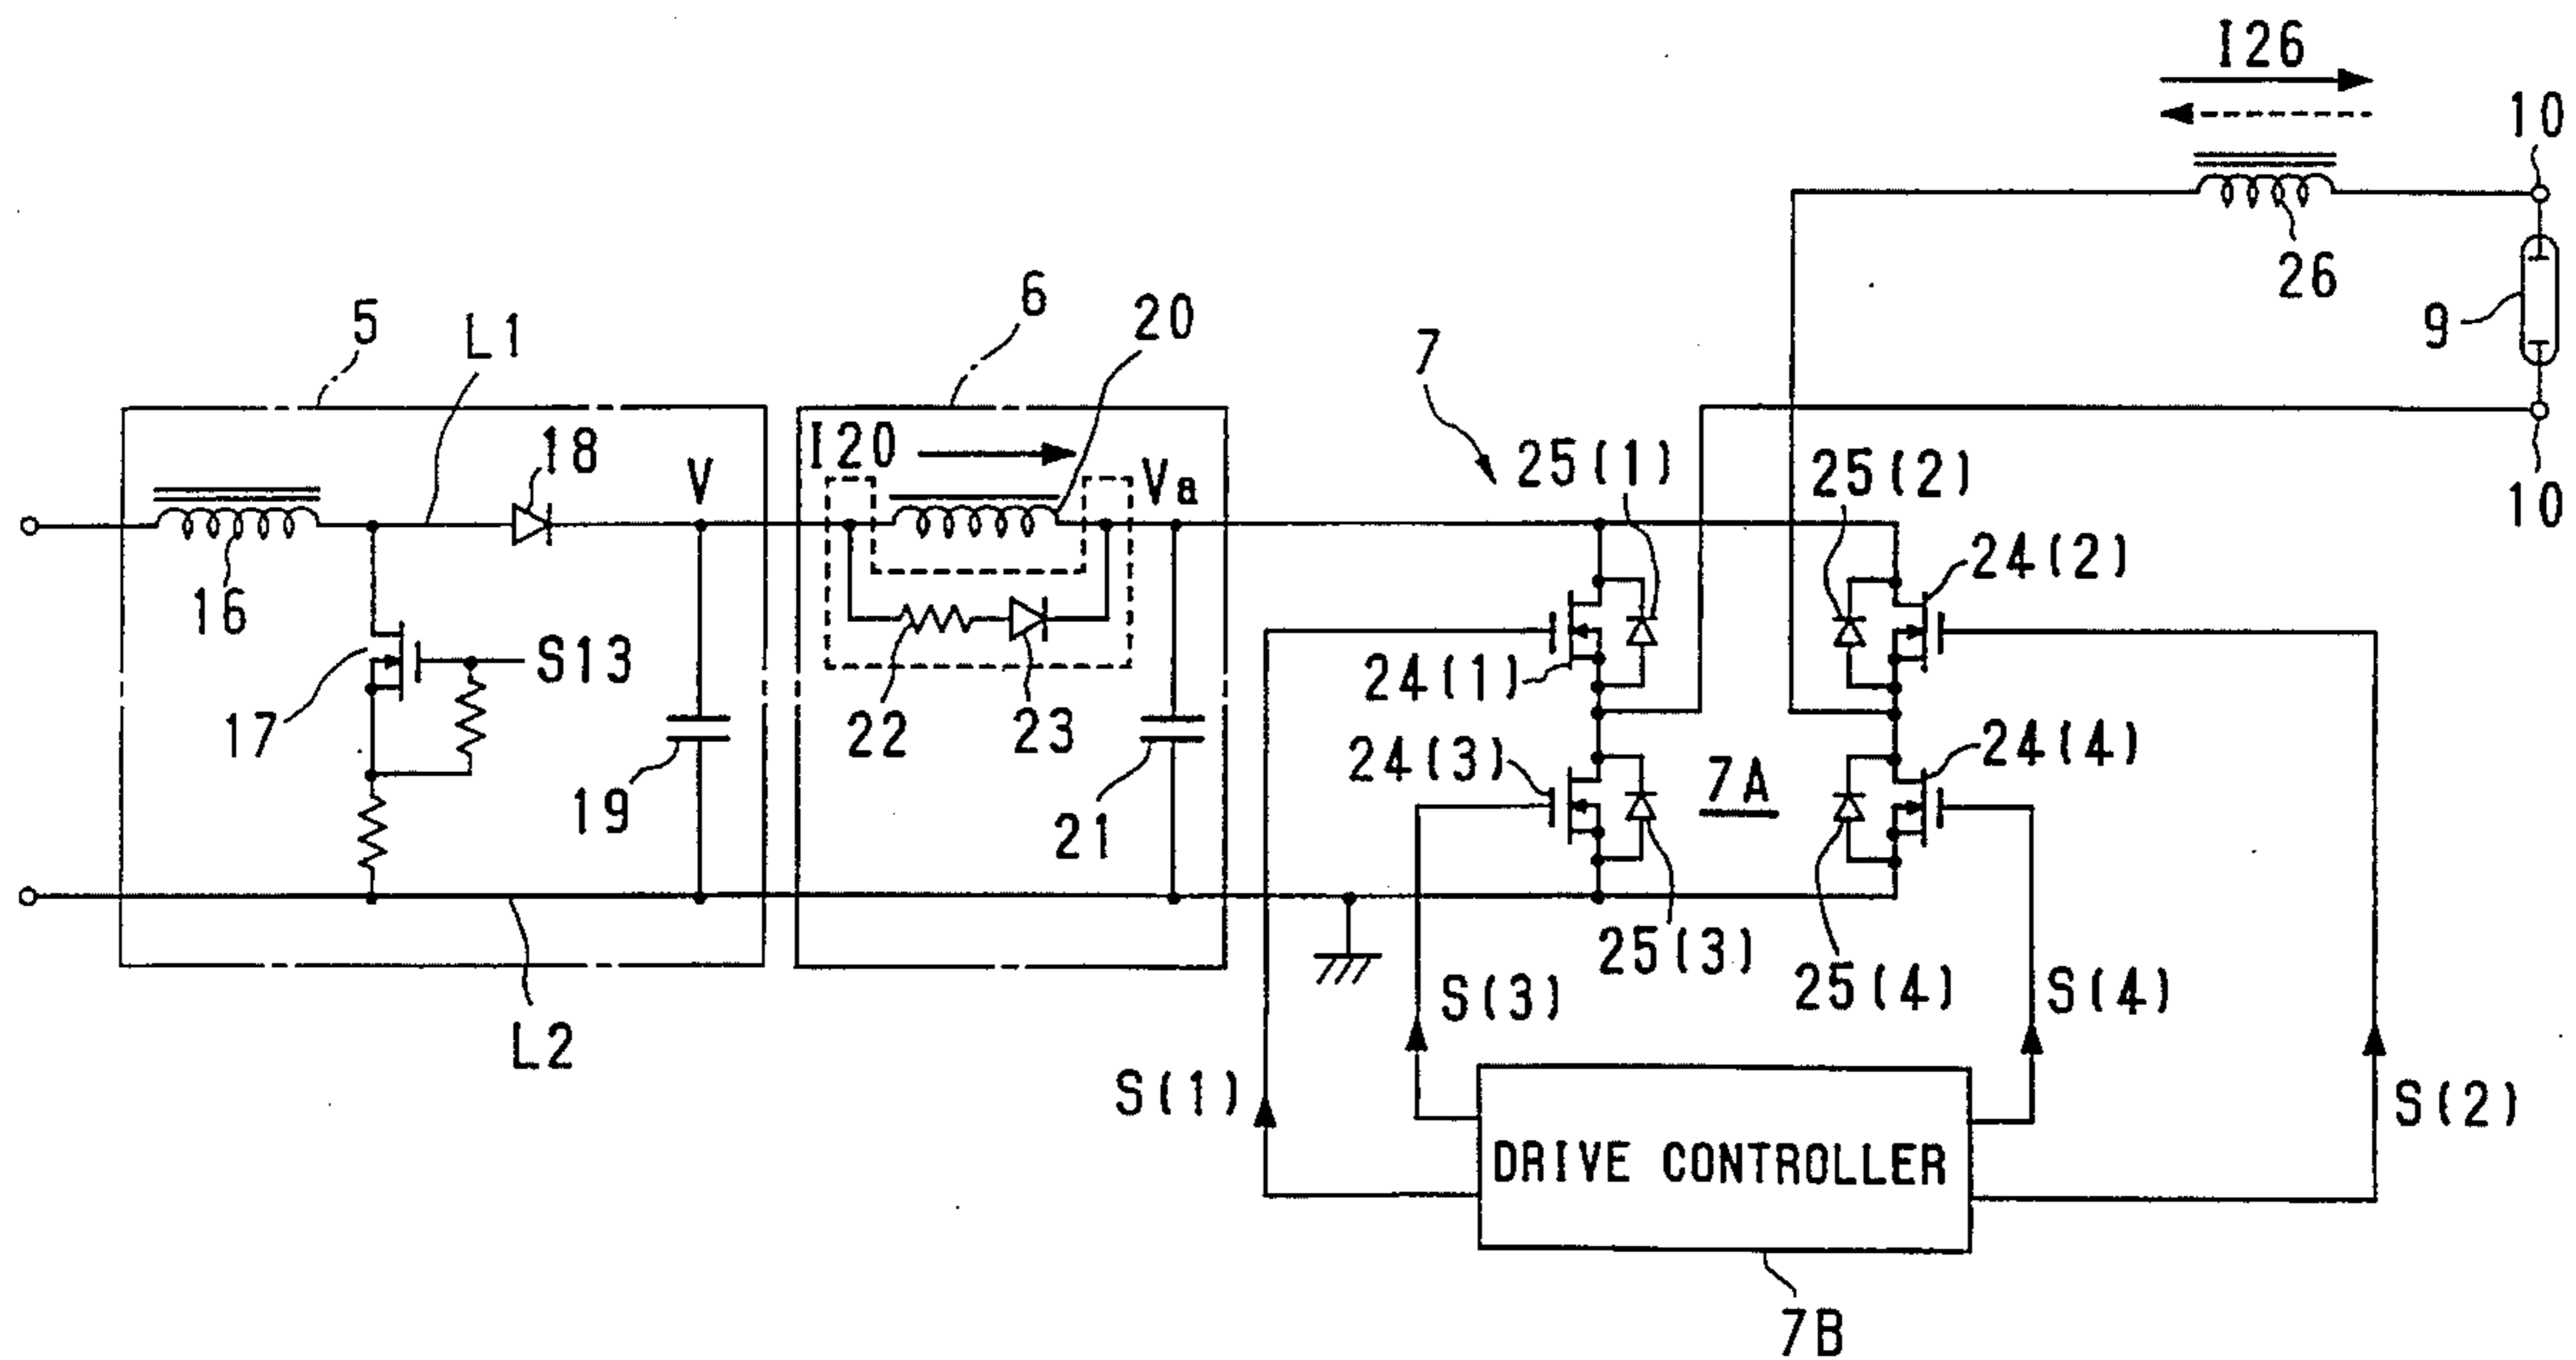 I26
10
26
9
10
5
L1
6
20
7
18
V
I20
Va
25(1)
25(2)
24(2)
16
17
S13
19
22
23
21
24(1)
24(3)
7A
24(4)
25(3)
25(4)
L2
S(3)
S(4)
S(1)
S(2)
DRIVE CONTROLLER
7B